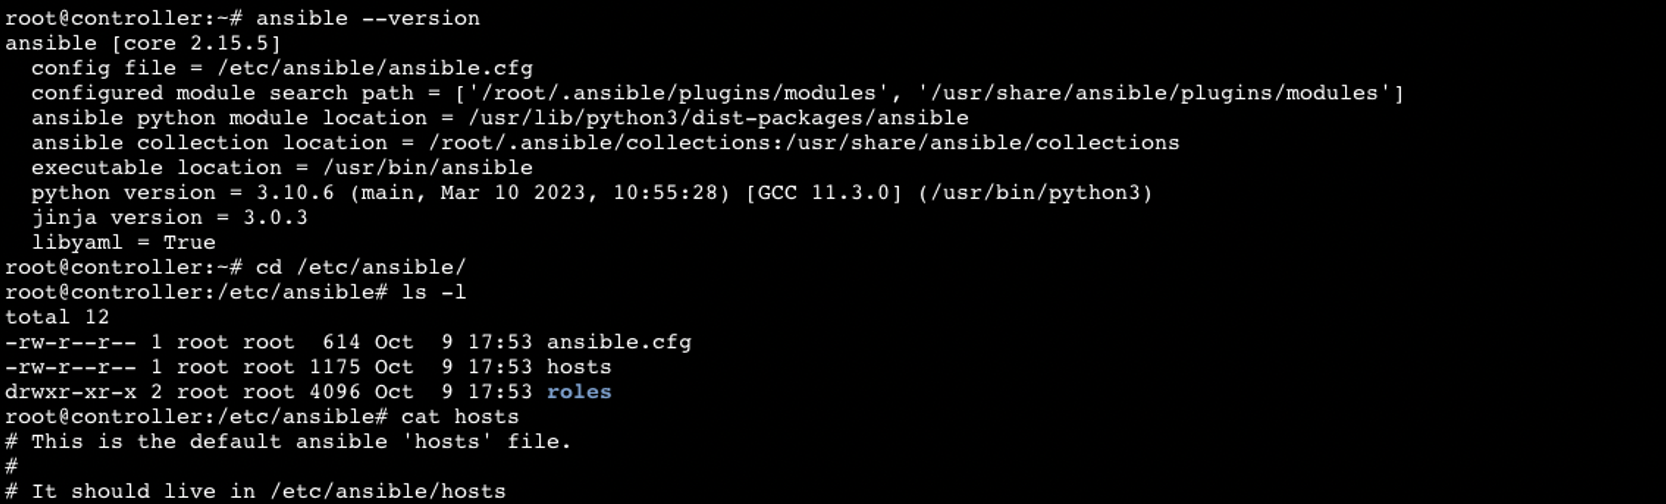 root@controller:~# ansible --version
ansible [core 2.15.5]
  config file = /etc/ansible/ansible.cfg
  configured module search path = ['/root/.ansible/plugins/modules', '/usr/share/ansible/plugins/modules']
  ansible python module location = /usr/lib/python3/dist-packages/ansible
  ansible collection location = /root/.ansible/collections:/usr/share/ansible/collections
  executable location = /usr/bin/ansible
  python version = 3.10.6 (main, Mar 10 2023, 10:55:28) [GCC 11.3.0] (/usr/bin/python3)
  jinja version = 3.0.3
  libyaml = True
root@controller:~# cd /etc/ansible/
root@controller:/etc/ansible# ls -l
total 12
-rw-r--r-- 1 root root  614 Oct  9 17:53 ansible.cfg
-rw-r--r-- 1 root root 1175 Oct  9 17:53 hosts
drwxr-xr-x 2 root root 4096 Oct  9 17:53 roles
root@controller:/etc/ansible# cat hosts
# This is the default ansible 'hosts' file.
#
# It should live in /etc/ansible/hosts